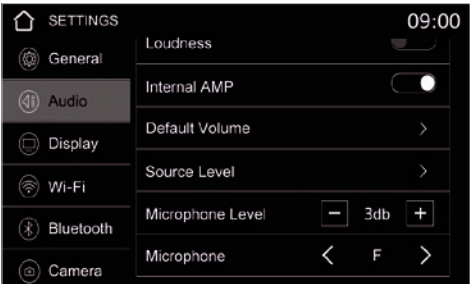 SETTINGS 09:00
General
Audio
Display
Wi-Fi
Bluetooth
Camera
Loudness
Internal AMP
Default Volume >
Source Level >
Microphone Level − 3db +
Microphone < F >